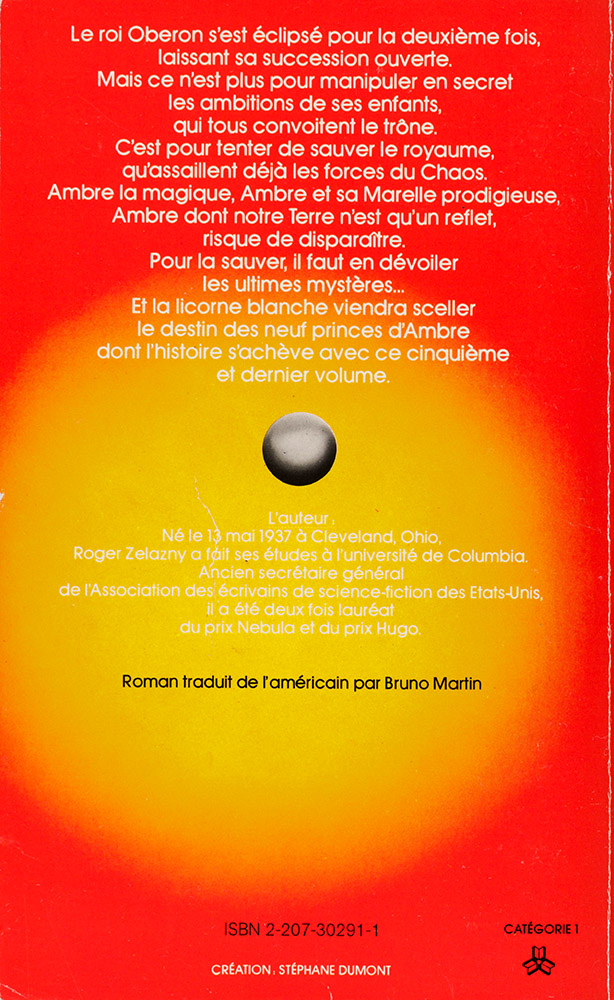 Le roi Oberon s'est éclipsé pour la deuxième fois,
laissant sa succession ouverte.
Mais ce n'est plus pour manipuler en secret
les ambitions de ses enfants,
qui tous convoitent le trône.
C'est pour tenter de sauver le royaume,
qu'assaillent déjà les forces du Chaos.
Ambre la magique, Ambre et sa Marelle prodigieuse,
Ambre dont notre Terre n'est qu'un reflet,
risque de disparaître.
Pour la sauver, il faut en dévoiler
les ultimes mystères...
Et la licorne blanche viendra sceller
le destin des neuf princes d'Ambre
dont l'histoire s'achève avec ce cinquième
et dernier volume.
L'auteur :
Né le 13 mai 1937 à Cleveland, Ohio,
Roger Zelazny a fait ses études à l'université de Columbia.
Ancien secrétaire général
de l'Association des écrivains de science-fiction des Etats-Unis,
il a été deux fois lauréat
du prix Nebula et du prix Hugo.
Roman traduit de l'américain par Bruno Martin
ISBN 2-207-30291-1
CATÉGORIE 1
CRÉATION : STÉPHANE DUMONT